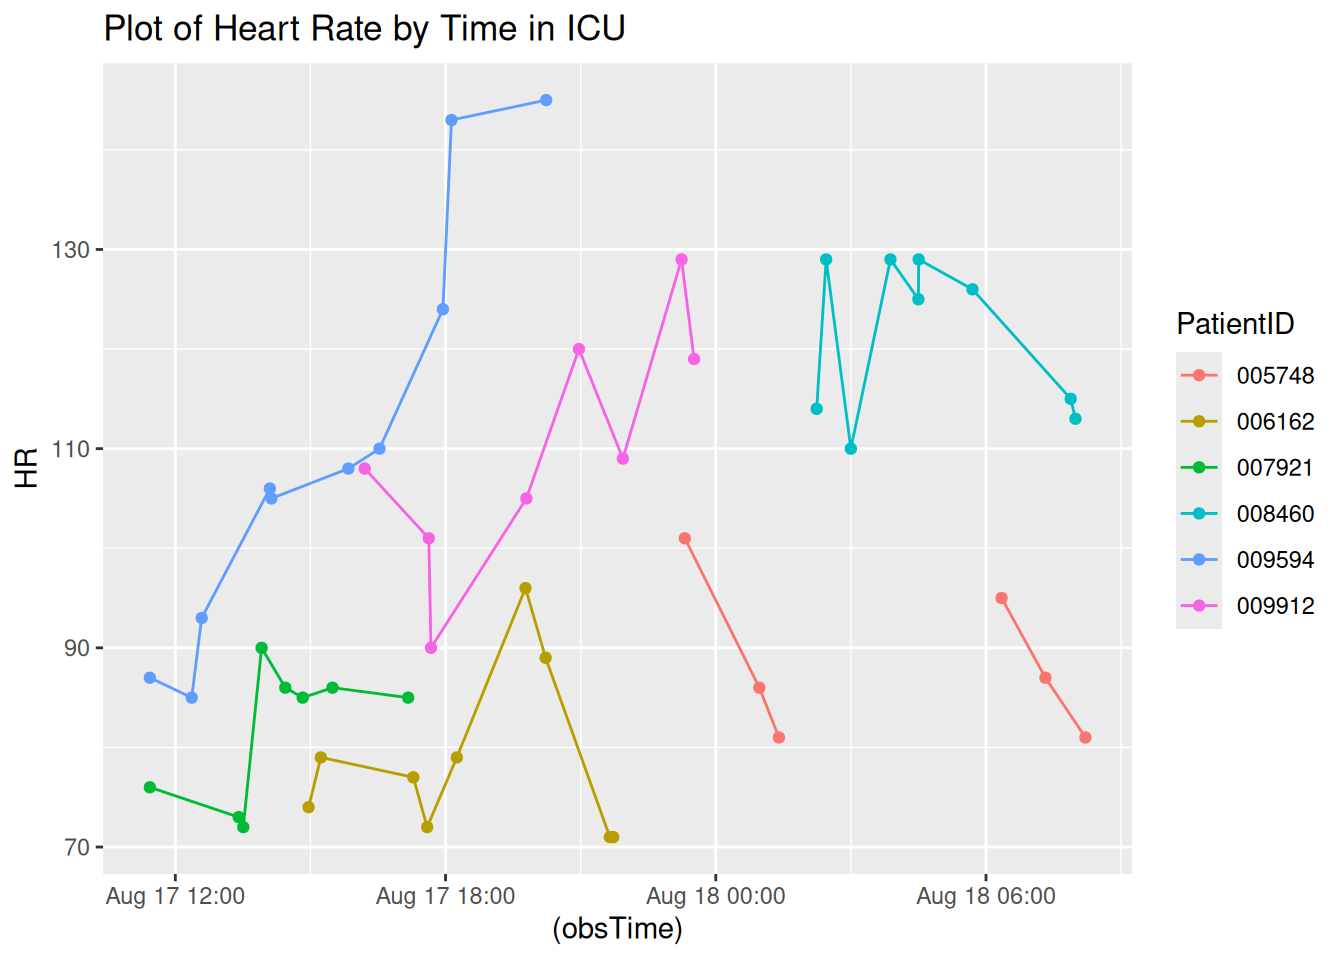 Plot of Heart Rate by Time in ICU
HR
130
110
90
70
Aug 17 12:00
Aug 17 18:00
Aug 18 00:00
Aug 18 06:00
(obsTime)
PatientID
005748
006162
007921
008460
009594
009912